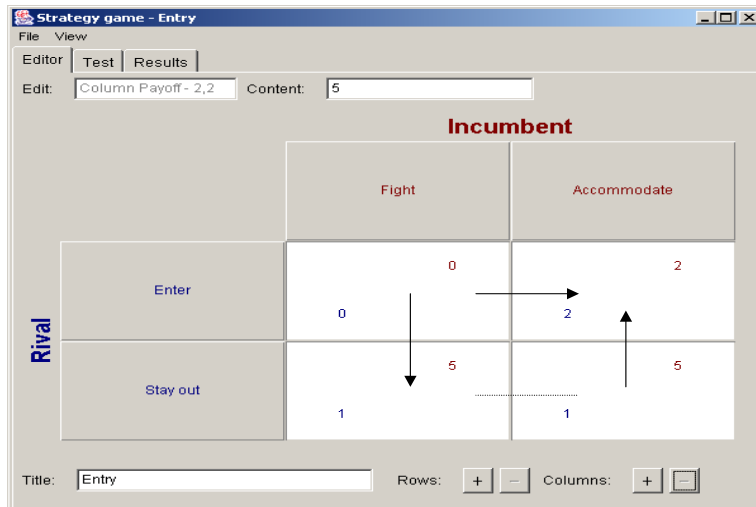 Strategy game - Entry
File View
Editor Test Results
Edit: Column Payoff - 2,2 Content: 5
Incumbent
Fight Accommodate
Rival
Enter 0 0 2 2
Stay out 1 5 1 5
Title: Entry Rows: + - Columns: + -